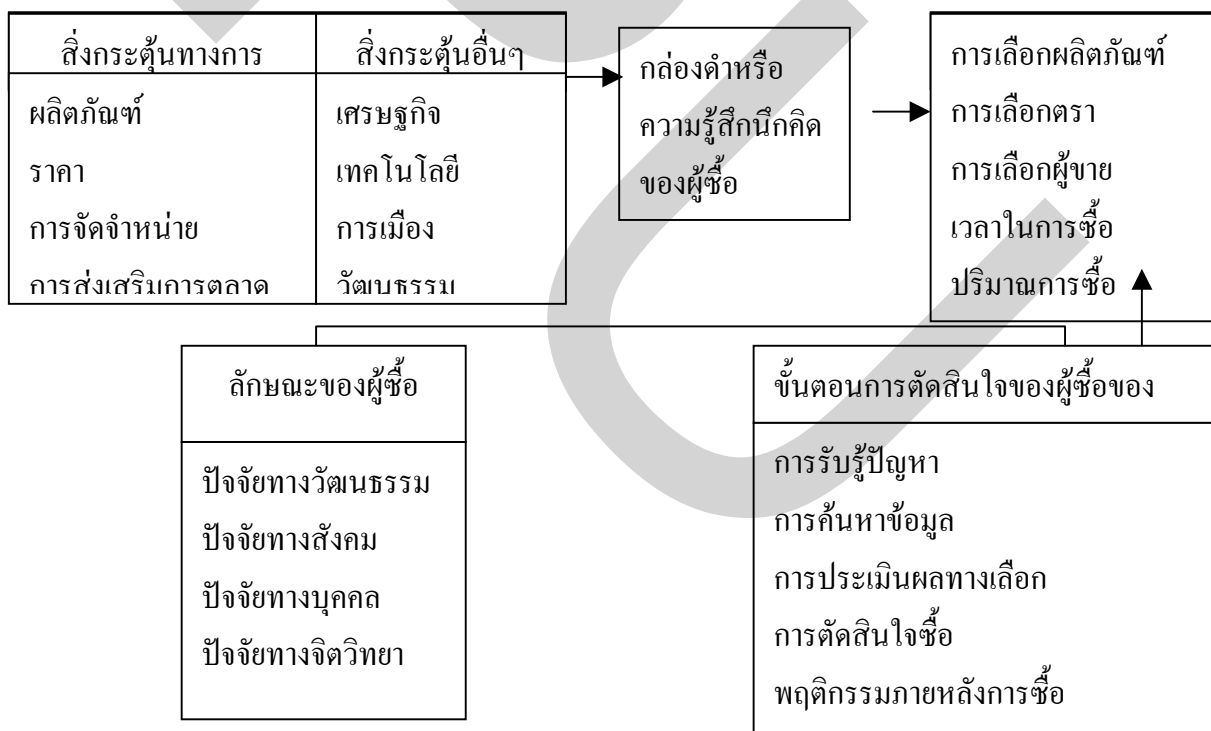 สิ่งกระตุ้นทางการ
สิ่งกระตุ้นอื่นๆ
ผลิตภัณฑ์
ราคา
การจัดจำหน่าย
การส่งเสริมการตลาด
เศรษฐกิจ
เทคโนโลยี
การเมือง
วัฒนธรรม
กล่องดำหรือ
ความรู้สึกนึกคิด
ของผู้ซื้อ
การเลือกผลิตภัณฑ์
การเลือกตรา
การเลือกผู้ขาย
เวลาในการซื้อ
ปริมาณการซื้อ
ลักษณะของผู้ซื้อ
ปัจจัยทางวัฒนธรรม
ปัจจัยทางสังคม
ปัจจัยทางบุคคล
ปัจจัยทางจิตวิทยา
ขั้นตอนการตัดสินใจของผู้ซื้อของ
การรับรู้ปัญหา
การค้นหาข้อมูล
การประเมินผลทางเลือก
การตัดสินใจซื้อ
พฤติกรรมภายหลังการซื้อ